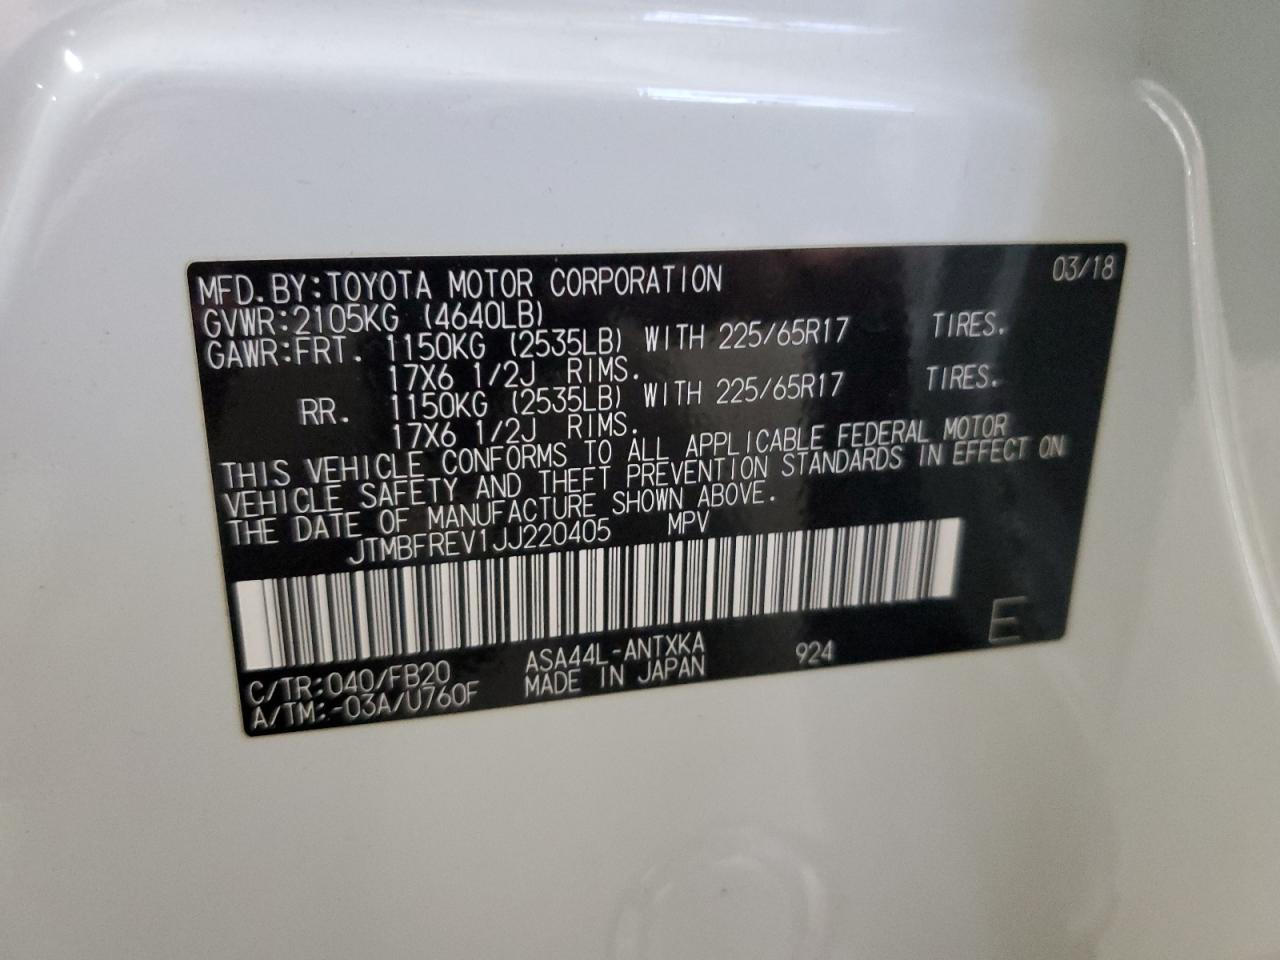 MFD. BY: TOYOTA MOTOR CORPORATION 03/18
GVWR: 2105KG (4640LB)
GAWR: FRT. 1150KG (2535LB) WITH 225/65R17 TIRES.
17X6 1/2J RIMS.
RR. 1150KG (2535LB) WITH 225/65R17 TIRES.
17X6 1/2J RIMS.
THIS VEHICLE CONFORMS TO ALL APPLICABLE FEDERAL MOTOR
VEHICLE SAFETY AND THEFT PREVENTION STANDARDS IN EFFECT ON
THE DATE OF MANUFACTURE SHOWN ABOVE.
JTMBFREV1JJ220405 MPV
C/TR: 040/FB20 ASA44L-ANTXKA 924 E
A/TM: -03A/U760F MADE IN JAPAN